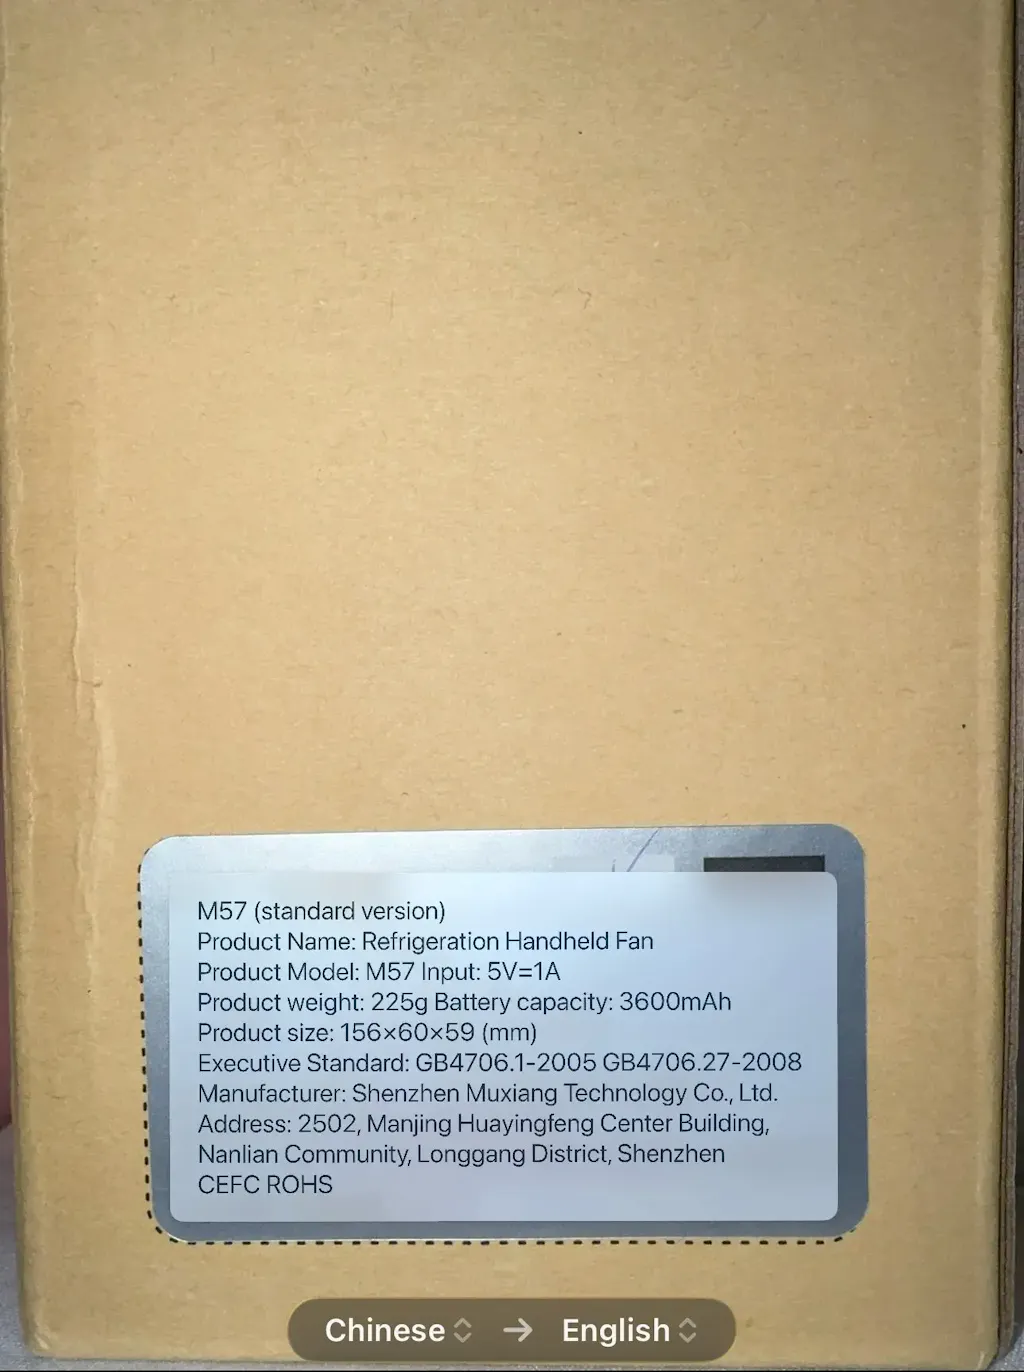 M57 (standard version)
Product Name: Refrigeration Handheld Fan
Product Model: M57 Input: 5V=1A
Product weight: 225g Battery capacity: 3600mAh
Product size: 156×60×59 (mm)
Executive Standard: GB4706.1-2005 GB4706.27-2008
Manufacturer: Shenzhen Muxiang Technology Co., Ltd.
Address: 2502, Manjing Huayingfeng Center Building,
Nanlian Community, Longgang District, Shenzhen
CEFC ROHS
Chinese → English